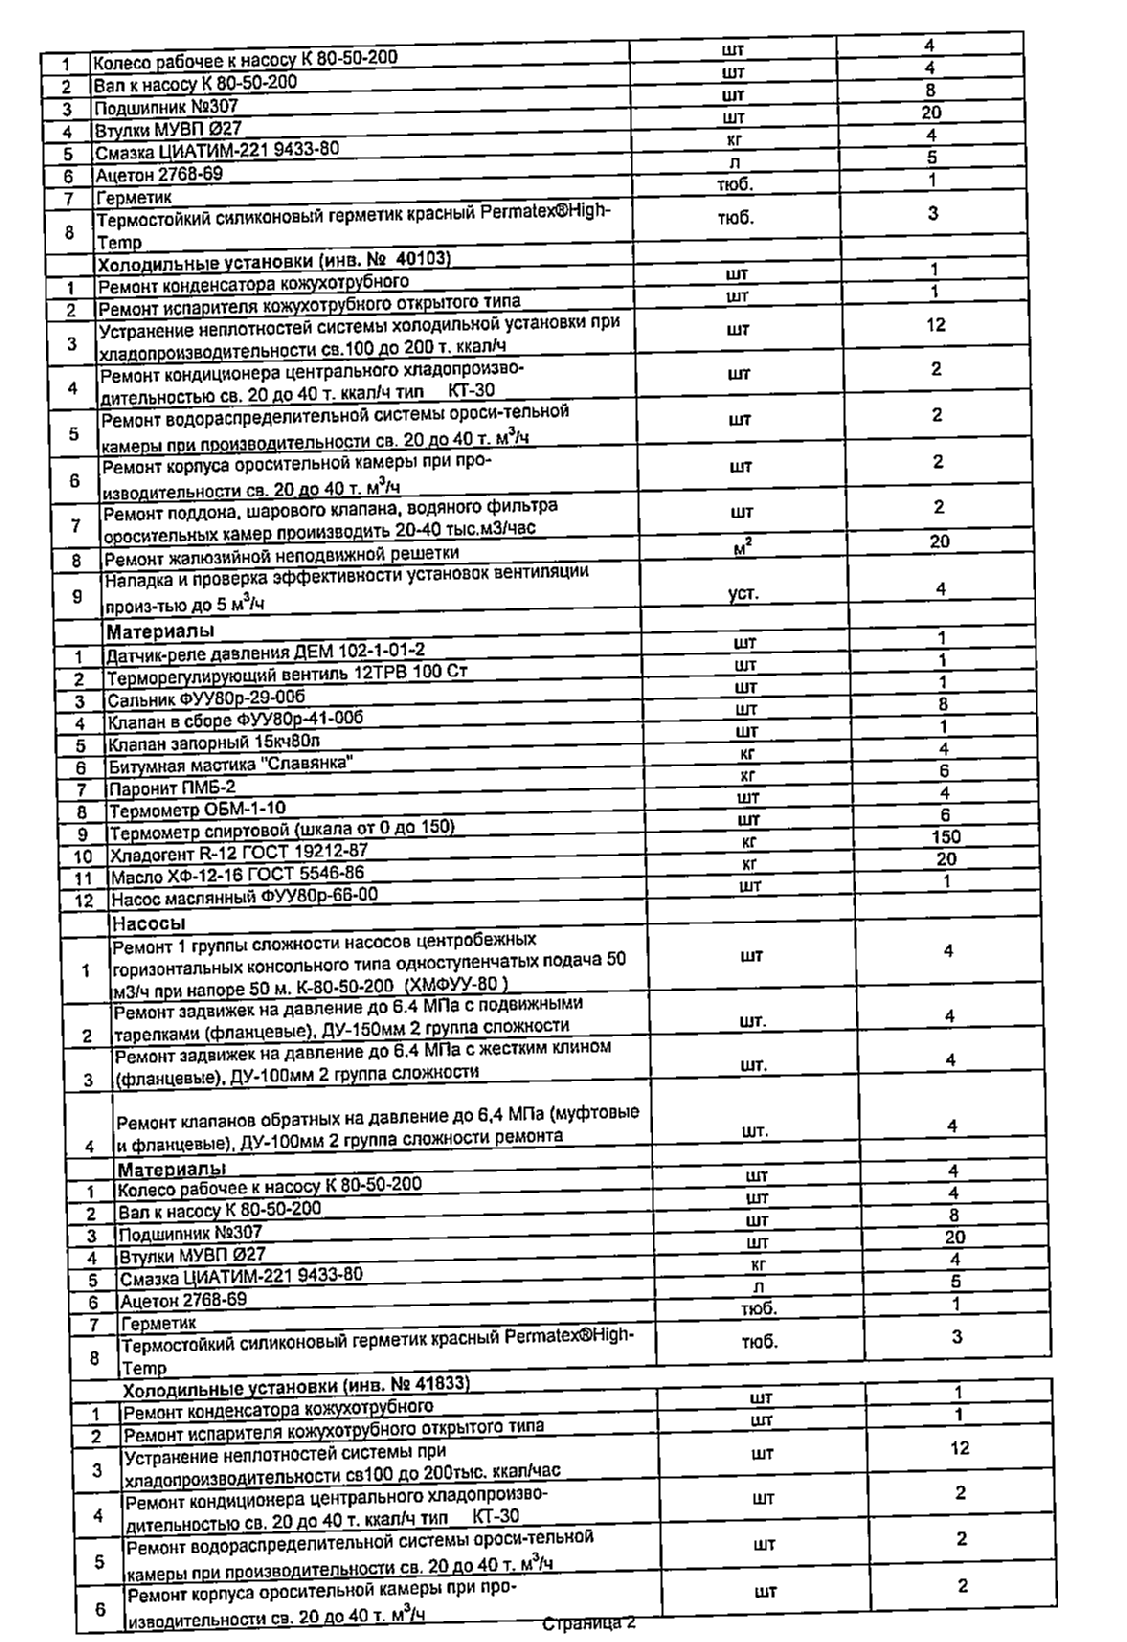 1 Колесо рабочее к насосу К 80-50-200 шт 4
2 Вал к насосу К 80-50-200 шт 4
3 Подшипник №307 шт 8
4 Втулки МУВП Ø27 шт 20
5 Смазка ЦИАТИМ-221 9433-80 кг 4
6 Ацетон 2768-69 л 5
7 Герметик тюб. 1
8 Термостойкий силиконовый герметик красный Permatex®High- тюб. 3
Temp
Холодильные установки (инв. № 40103)
1 Ремонт конденсатора кожухотрубного шт 1
2 Ремонт испарителя кожухотрубного открытого типа шт 1
3 Устранение неплотностей системы холодильной установки при шт 12
хладопроизводительности св.100 до 200 т. ккал/ч
4 Ремонт кондиционера центрального хладопроизво- шт 2
дительностью св. 20 до 40 т. ккал/ч тип КТ-30
5 Ремонт водораспределительной системы ороси-тельной шт 2
камеры при производительности св. 20 до 40 т. м³/ч
6 Ремонт корпуса оросительной камеры при про- шт 2
изводительности св. 20 до 40 т. м³/ч
7 Ремонт поддона, шарового клапана, водяного фильтра шт 2
оросительных камер проиизводить 20-40 тыс.м3/час
8 Ремонт жалюзийной неподвижной решетки м² 20
9 Наладка и проверка эффективности установок вентиляции уст. 4
произ-тью до 5 м³/ч
Материалы
1 Датчик-реле давления ДЕМ 102-1-01-2 шт 1
2 Терморегулирующий вентиль 12ТРВ 100 Ст шт 1
3 Сальник ФУУ80р-29-00б шт 1
4 Клапан в сборе ФУУ80р-41-00б шт 8
5 Клапан запорный 15кч80п шт 1
6 Битумная мастика "Славянка" кг 4
7 Паронит ПМБ-2 кг 6
8 Термометр ОБМ-1-10 шт 4
9 Термометр спиртовой (шкала от 0 до 150) шт 6
10 Хладогент R-12 ГОСТ 19212-87 кг 150
11 Масло ХФ-12-16 ГОСТ 5546-86 кг 20
12 Насос маслянный ФУУ80р-66-00 шт 1
Насосы
1 Ремонт 1 группы сложности насосов центробежных шт 4
горизонтальных консольного типа одноступенчатых подача 50
м3/ч при напоре 50 м. К-80-50-200 (ХМФУУ-80 )
2 Ремонт задвижек на давление до 6.4 МПа с подвижными шт. 4
тарелками (фланцевые), ДУ-150мм 2 группа сложности
3 Ремонт задвижек на давление до 6,4 МПа с жестким клином шт. 4
(фланцевые), ДУ-100мм 2 группа сложности
4 Ремонт клапанов обратных на давление до 6,4 МПа (муфтовые шт. 4
и фланцевые), ДУ-100мм 2 группа сложности ремонта
Материалы
1 Колесо рабочее к насосу К 80-50-200 шт 4
2 Вал к насосу К 80-50-200 шт 4
3 Подшипник №307 шт 8
4 Втулки МУВП Ø27 шт 20
5 Смазка ЦИАТИМ-221 9433-80 кг 4
6 Ацетон 2768-69 л 5
7 Герметик тюб. 1
8 Термостойкий силиконовый герметик красный Permatex®High- тюб. 3
Temp
Холодильные установки (инв. № 41833)
1 Ремонт конденсатора кожухотрубного шт 1
2 Ремонт испарителя кожухотрубного открытого типа шт 1
3 Устранение неплотностей системы при шт 12
хладопроизводительности св100 до 200тыс. ккал/час
4 Ремонт кондиционера центрального хладопроизво- шт 2
дительностью св. 20 до 40 т. ккал/ч тип КТ-30
5 Ремонт водораспределительной системы ороси-тельной шт 2
камеры при производительности св. 20 до 40 т. м³/ч
6 Ремонт корпуса оросительной камеры при про- шт 2
изводительности св. 20 до 40 т. м³/ч
Страница 2